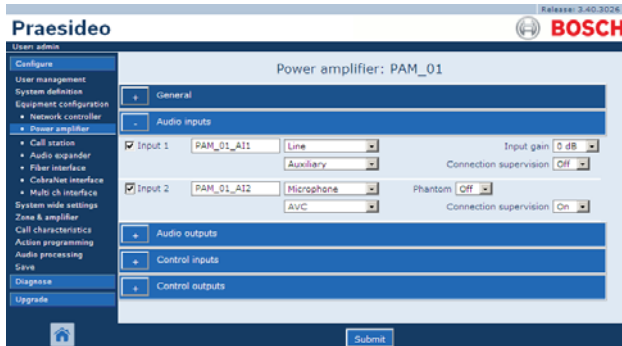 Release: 3.40.3026
Praesideo
BOSCH
User: admin
Configure
User management
System definition
Equipment configuration
• Network controller
• Power amplifier
• Call station
• Audio expander
• Fiber interface
• CobraNet interface
• Multi ch interface
System wide settings
Zone & amplifier
Call characteristics
Action programming
Audio processing
Save
Diagnose
Upgrade
Power amplifier: PAM_01
+ General
- Audio inputs
Input 1 PAM_01_AI1 Line Input gain 0 dB
Auxiliary Connection supervision Off
Input 2 PAM_01_AI2 Microphone Phantom Off
AVC Connection supervision On
+ Audio outputs
+ Control inputs
+ Control outputs
Submit